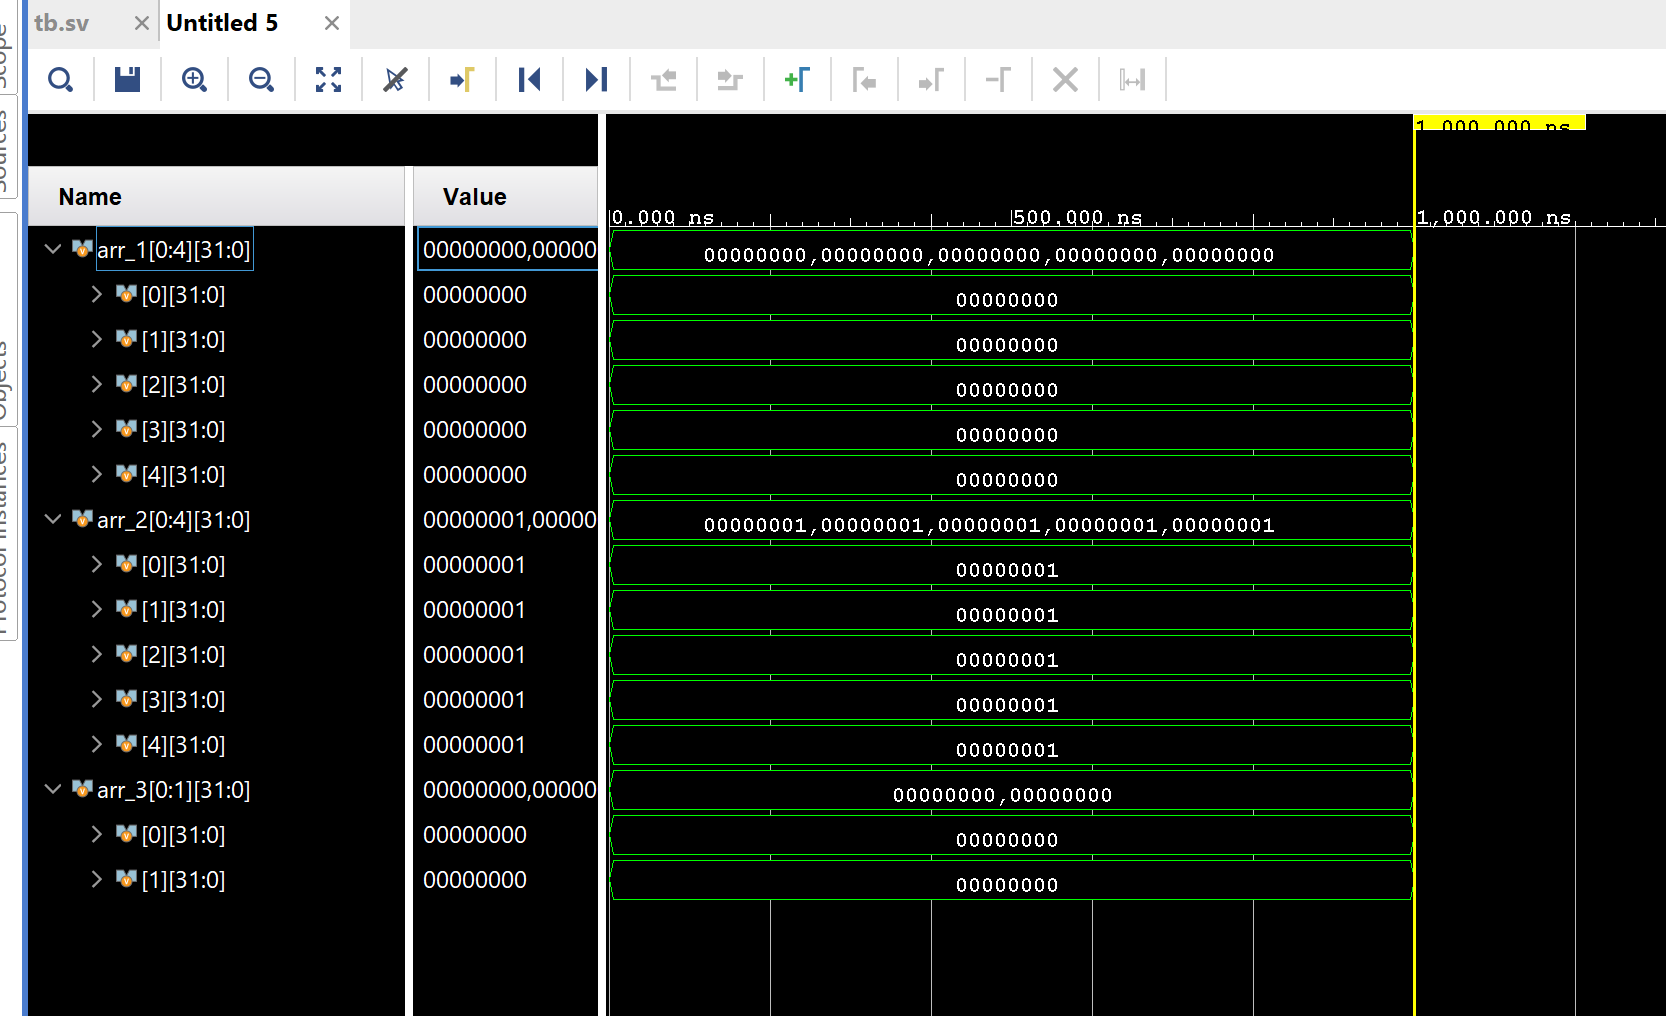 tb.sv
Untitled 5
Scope
Sources
Objects
Protocol Instances
1,000.000 ns
Name Value
0.000 ns 500.000 ns 1,000.000 ns
arr_1[0:4][31:0] 00000000,00000 00000000,00000000,00000000,00000000,00000000
[0][31:0] 00000000 00000000
[1][31:0] 00000000 00000000
[2][31:0] 00000000 00000000
[3][31:0] 00000000 00000000
[4][31:0] 00000000 00000000
arr_2[0:4][31:0] 00000001,00000 00000001,00000001,00000001,00000001,00000001
[0][31:0] 00000001 00000001
[1][31:0] 00000001 00000001
[2][31:0] 00000001 00000001
[3][31:0] 00000001 00000001
[4][31:0] 00000001 00000001
arr_3[0:1][31:0] 00000000,00000 00000000,00000000
[0][31:0] 00000000 00000000
[1][31:0] 00000000 00000000